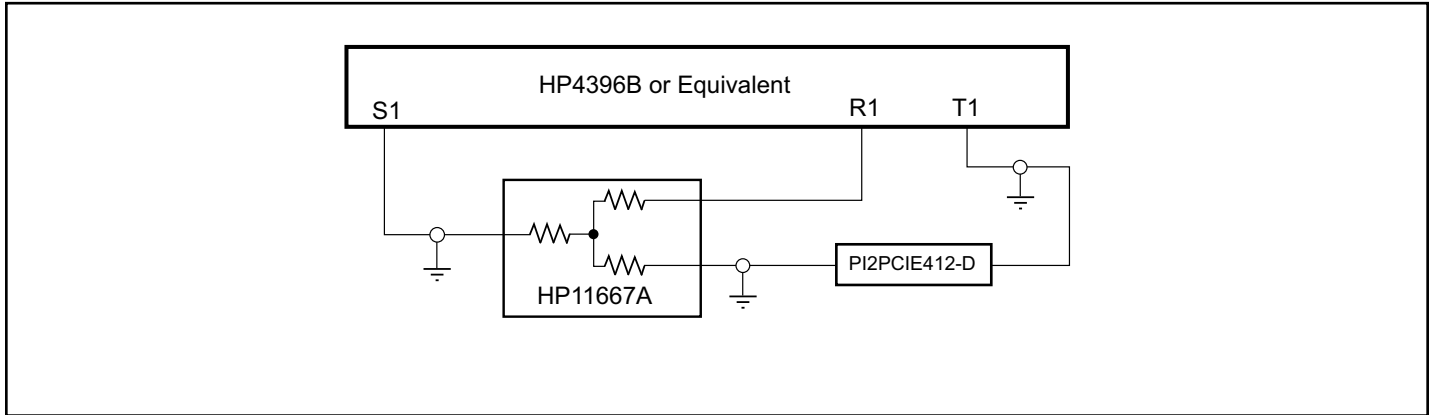 HP4396B or Equivalent
S1
R1
T1
PI2PCIE412-D
HP11667A